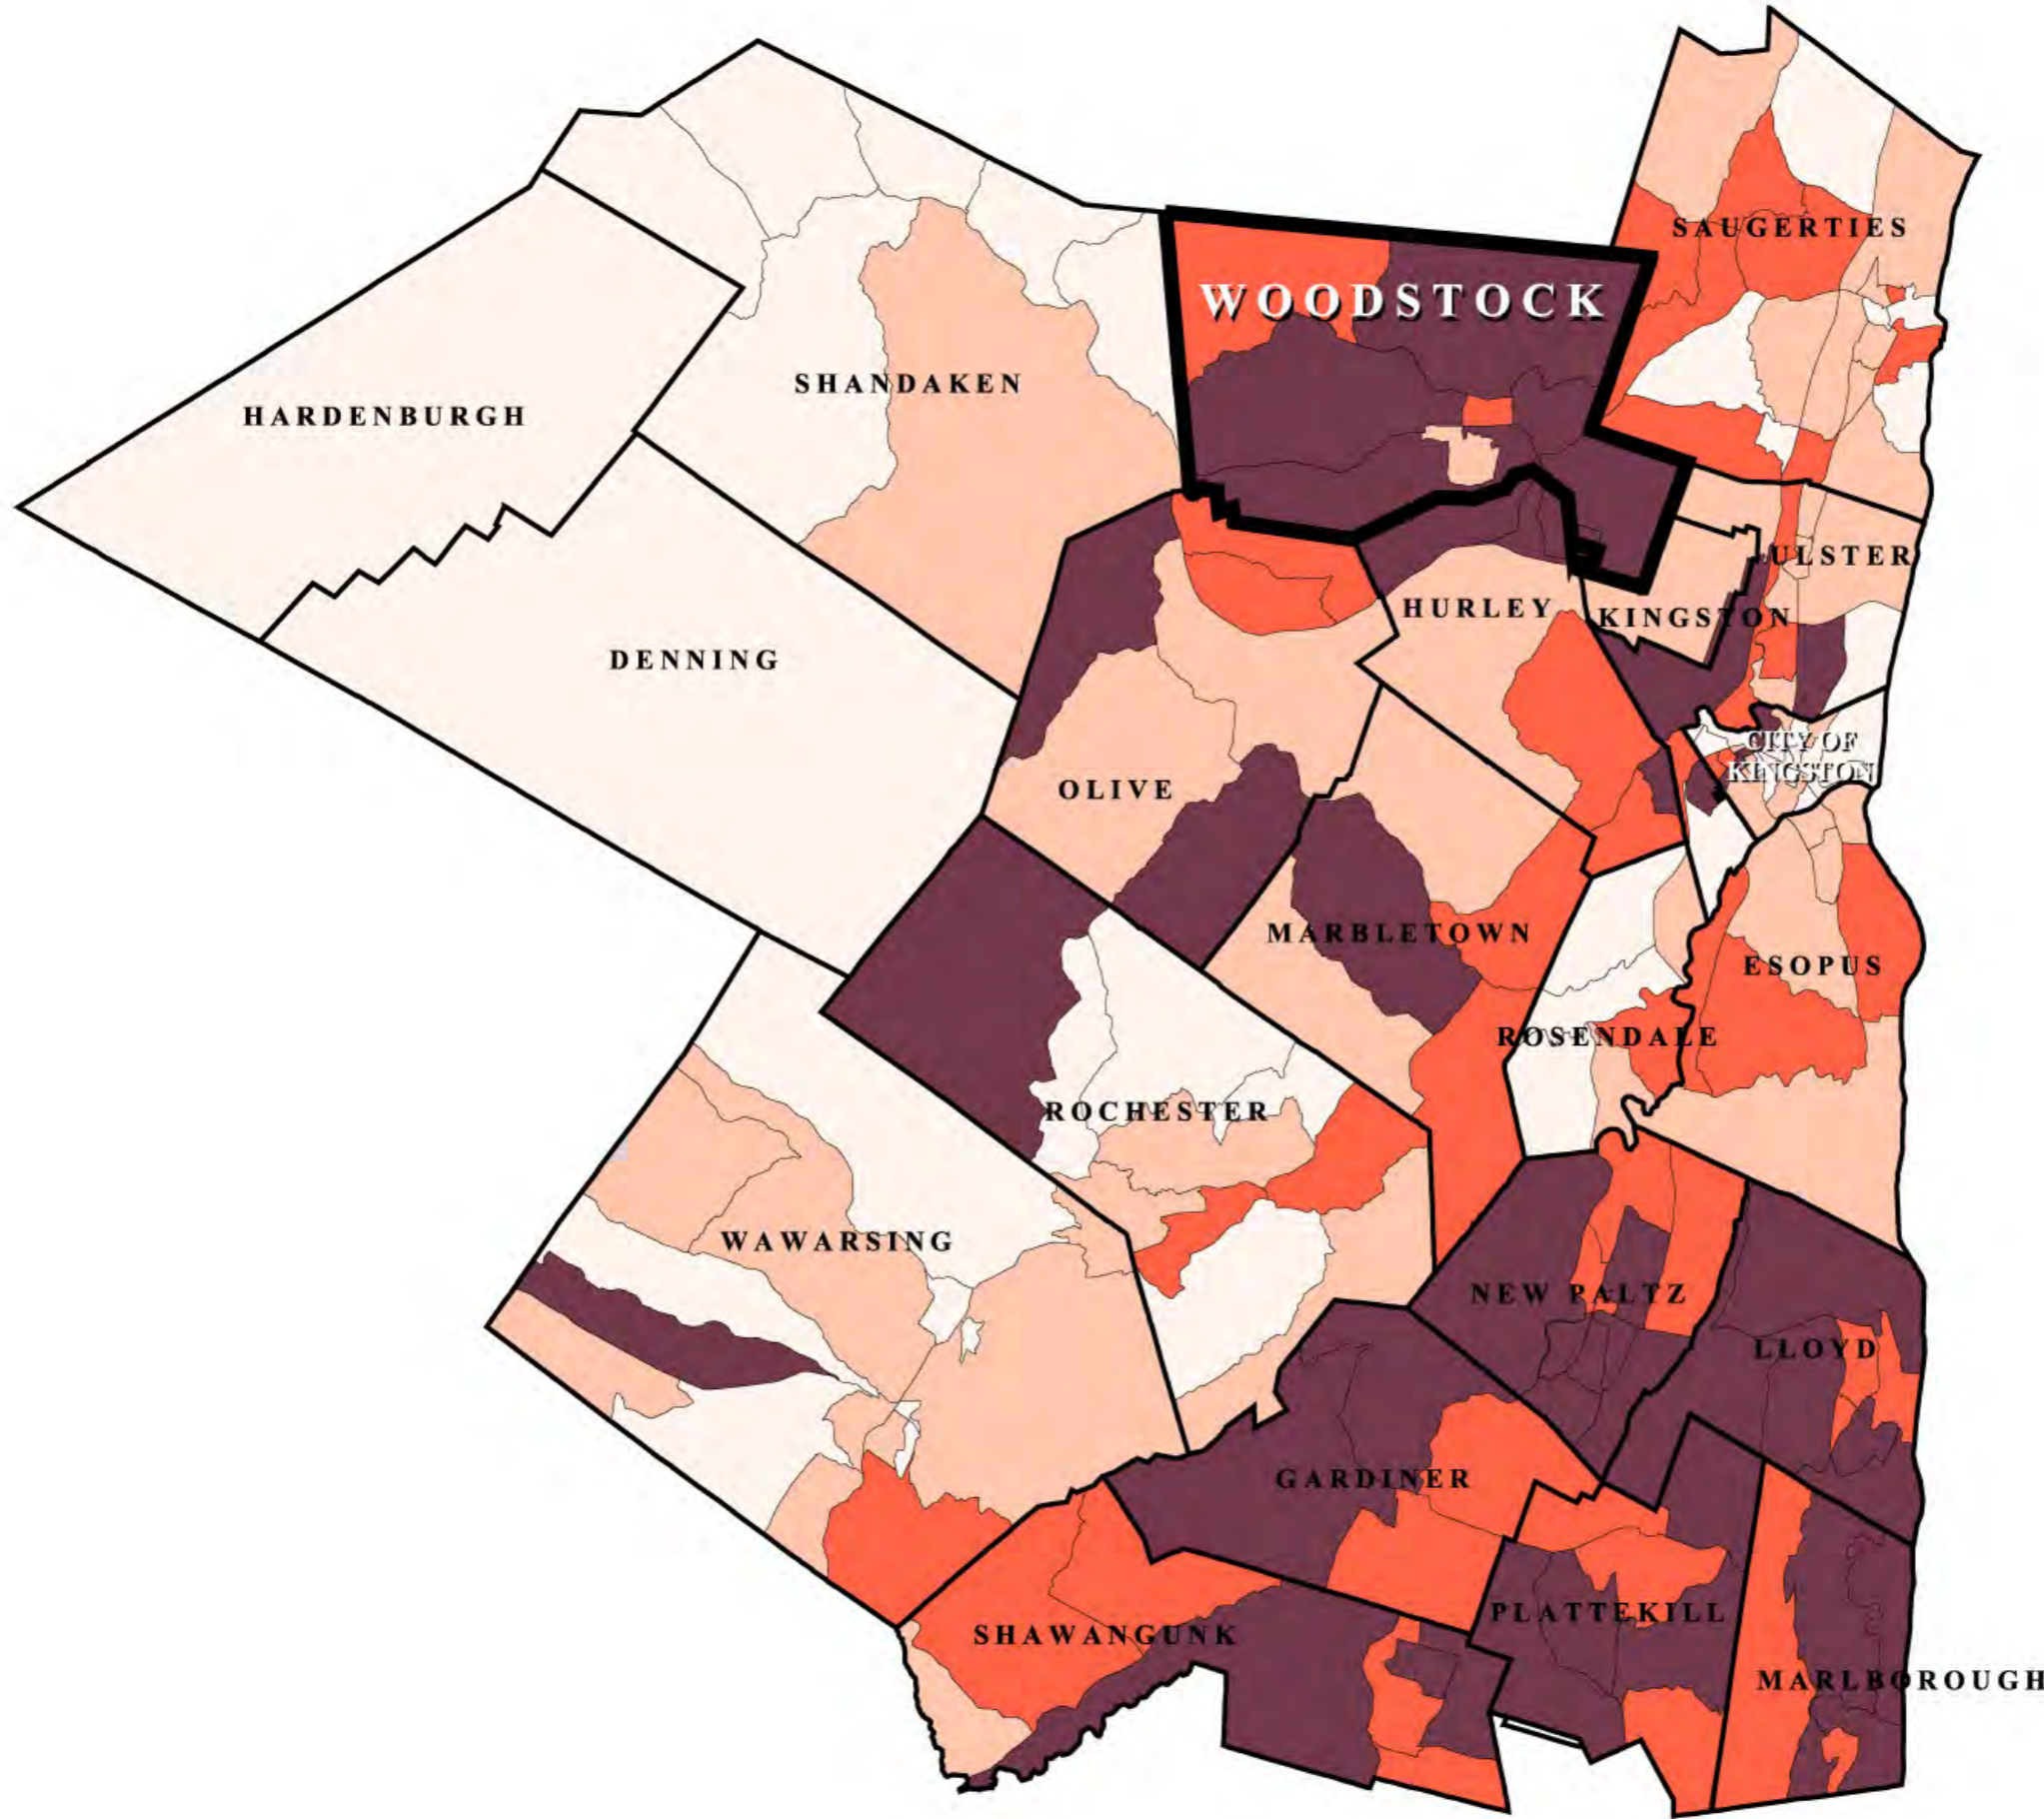 SAUGERTIES
WOODSTOCK
SHANDAKEN
HARDENBURGH
ULSTER
HURLEY
KINGSTON
DENNING
CITY OF
KINGSTON
OLIVE
MARBLETOWN
ESOPUS
ROSENDALE
ROCHESTER
WAWARSING
NEW PALTZ
LLOYD
GARDINER
PLATTEKILL
SHAWANGUNK
MARLBOROUGH